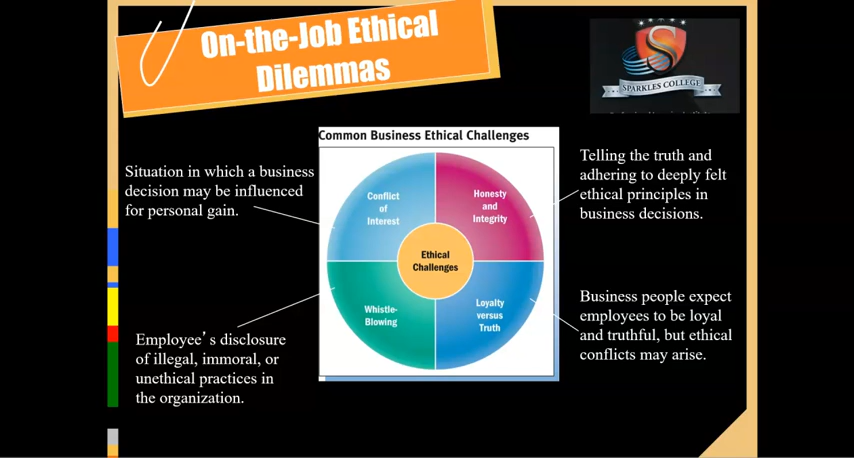 On-the-Job Ethical
Dilemmas
SPARKLES COLLEGE
Common Business Ethical Challenges
Situation in which a business
decision may be influenced
for personal gain.
Telling the truth and
adhering to deeply felt
ethical principles in
business decisions.
Conflict
of
Interest
Honesty
and
Integrity
Ethical
Challenges
Whistle-
Blowing
Loyalty
versus
Truth
Employee’s disclosure
of illegal, immoral, or
unethical practices in
the organization.
Business people expect
employees to be loyal
and truthful, but ethical
conflicts may arise.